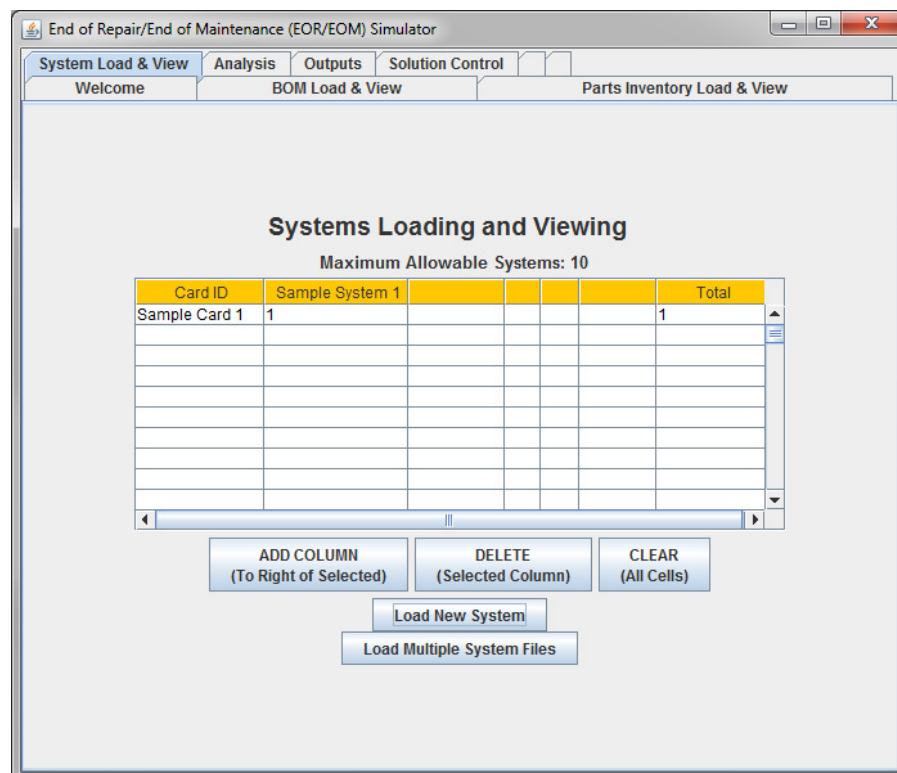 End of Repair/End of Maintenance (EOR/EOM) Simulator
System Load & View Analysis Outputs Solution Control
Welcome BOM Load & View Parts Inventory Load & View
Systems Loading and Viewing
Maximum Allowable Systems: 10
Card ID Sample System 1 Total
Sample Card 1 1 1
ADD COLUMN DELETE CLEAR
(To Right of Selected) (Selected Column) (All Cells)
Load New System
Load Multiple System Files